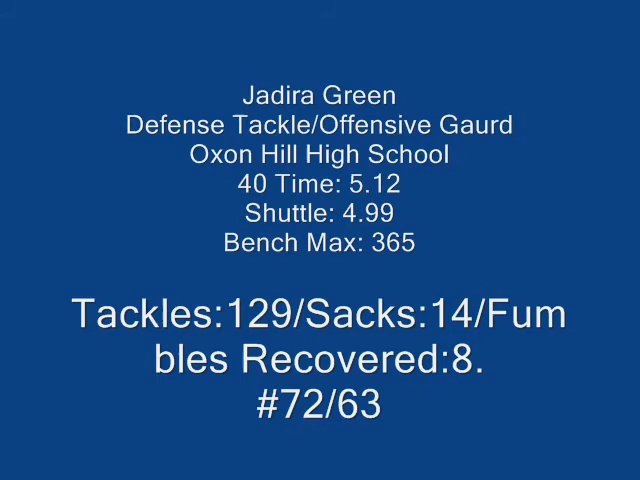 Jadira Green
Defense Tackle/Offensive Gaurd
Oxon Hill High School
40 Time: 5.12
Shuttle: 4.99
Bench Max: 365
Tackles:129/Sacks:14/Fum
bles Recovered:8.
#72/63